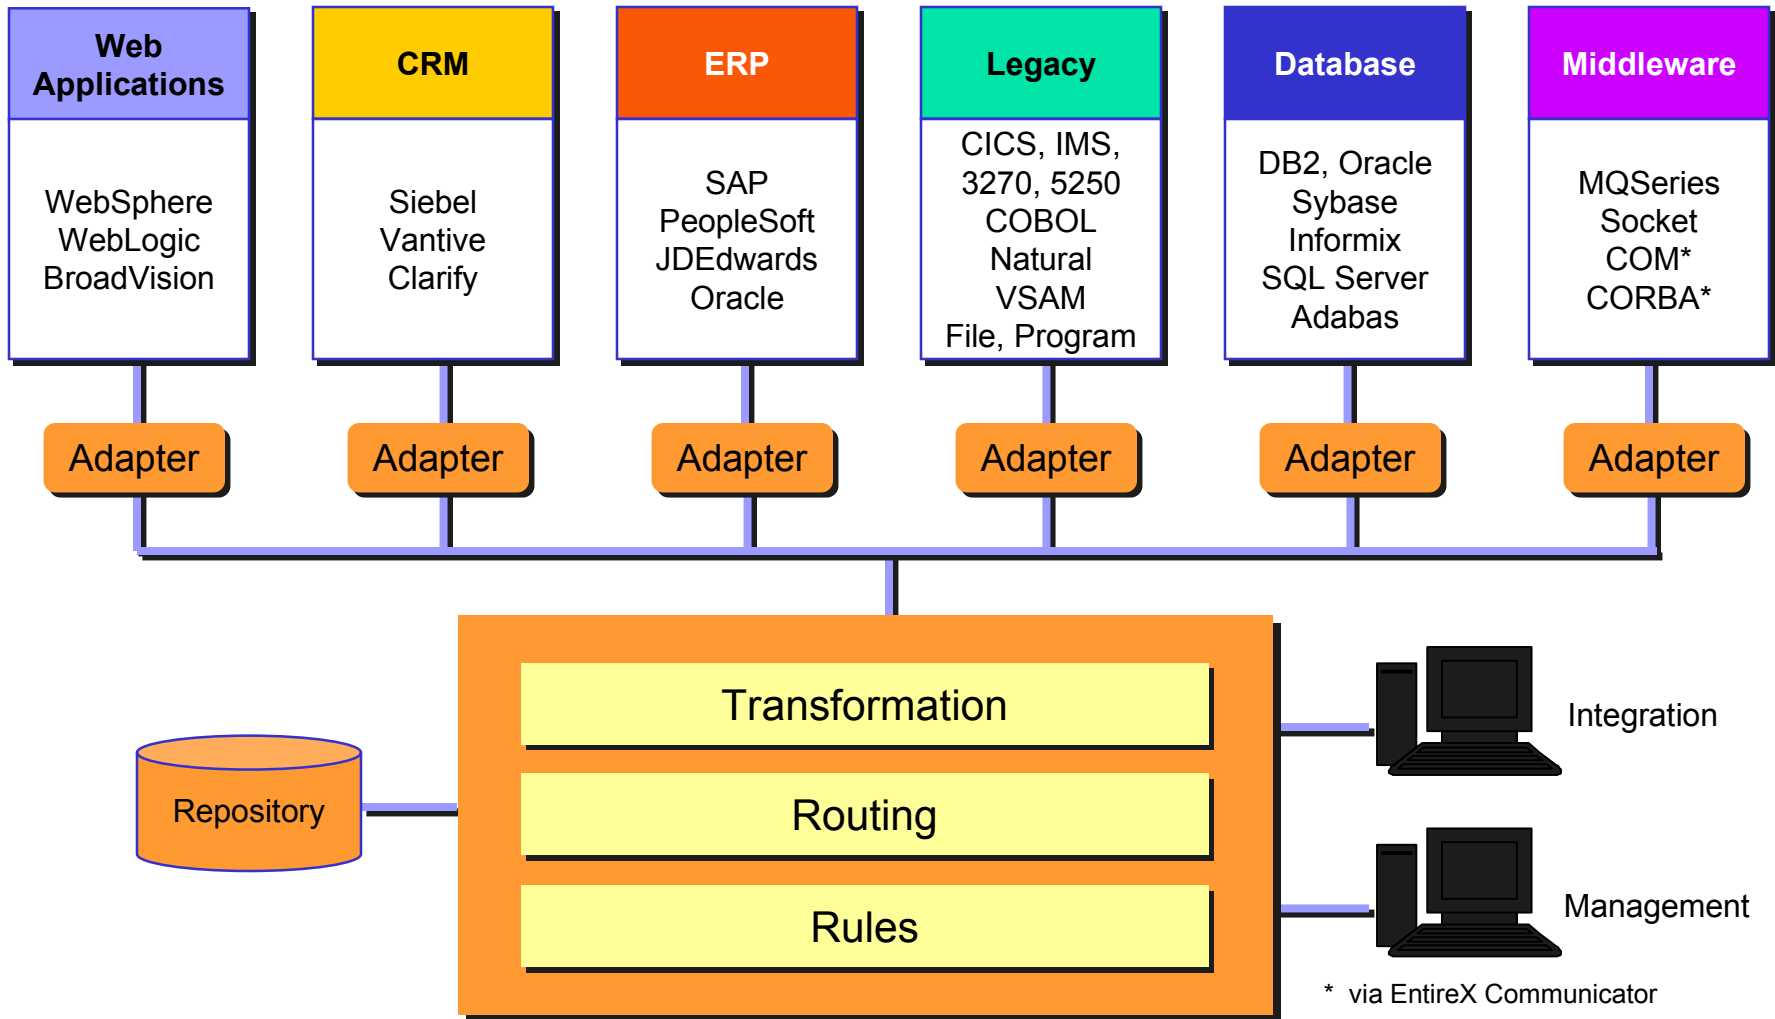 Web
Applications
CRM
ERP
Legacy
Database
Middleware
WebSphere
WebLogic
BroadVision
Siebel
Vantive
Clarify
SAP
PeopleSoft
JDEdwards
Oracle
CICS, IMS,
3270, 5250
COBOL
Natural
VSAM
File, Program
DB2, Oracle
Sybase
Informix
SQL Server
Adabas
MQSeries
Socket
COM*
CORBA*
Adapter
Adapter
Adapter
Adapter
Adapter
Adapter
Transformation
Routing
Rules
Repository
Integration
Management
* via EntireX Communicator